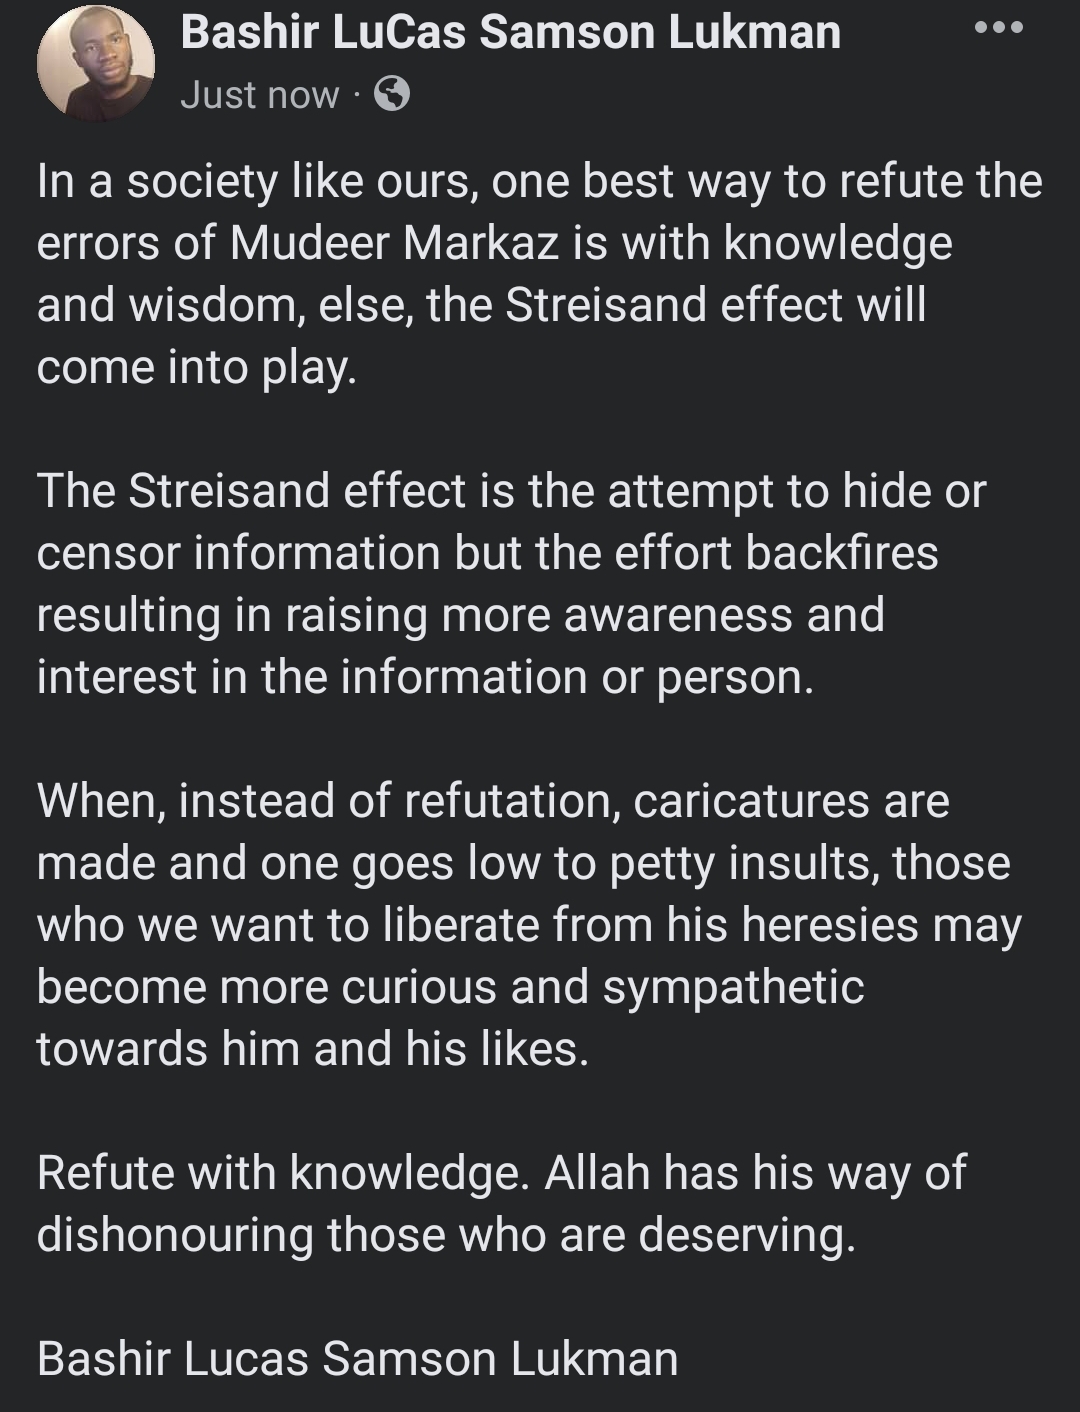 Bashir LuCas Samson Lukman
Just now ·
In a society like ours, one best way to refute the
errors of Mudeer Markaz is with knowledge
and wisdom, else, the Streisand effect will
come into play.
The Streisand effect is the attempt to hide or
censor information but the effort backfires
resulting in raising more awareness and
interest in the information or person.
When, instead of refutation, caricatures are
made and one goes low to petty insults, those
who we want to liberate from his heresies may
become more curious and sympathetic
towards him and his likes.
Refute with knowledge. Allah has his way of
dishonouring those who are deserving.
Bashir Lucas Samson Lukman